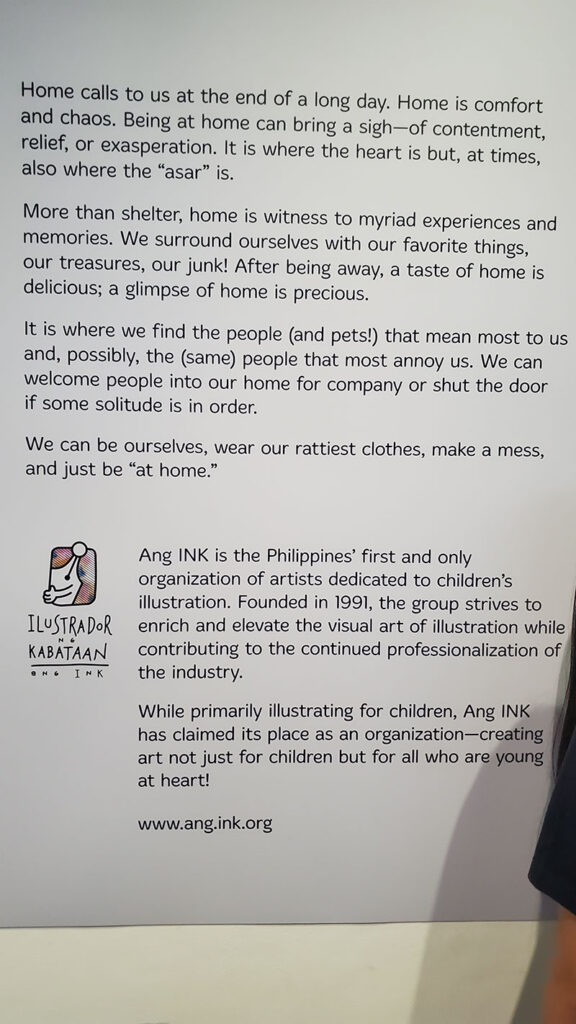 Home calls to us at the end of a long day. Home is comfort
and chaos. Being at home can bring a sigh—of contentment,
relief, or exasperation. It is where the heart is but, at times,
also where the “asar” is.
More than shelter, home is witness to myriad experiences and
memories. We surround ourselves with our favorite things,
our treasures, our junk! After being away, a taste of home is
delicious; a glimpse of home is precious.
It is where we find the people (and pets!) that mean most to us
and, possibly, the (same) people that most annoy us. We can
welcome people into our home for company or shut the door
if some solitude is in order.
We can be ourselves, wear our rattiest clothes, make a mess,
and just be “at home.”
ILUSTRADOR
NG
KABATAAN
ANG INK
Ang INK is the Philippines’ first and only
organization of artists dedicated to children’s
illustration. Founded in 1991, the group strives to
enrich and elevate the visual art of illustration while
contributing to the continued professionalization of
the industry.
While primarily illustrating for children, Ang INK
has claimed its place as an organization—creating
art not just for children but for all who are young
at heart!
www.ang.ink.org